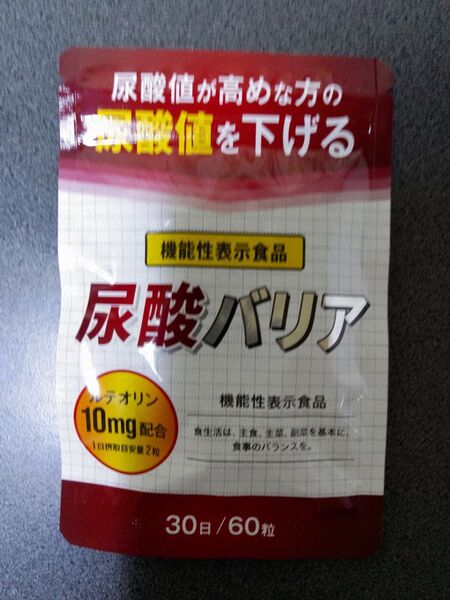 尿酸値が高めな方の
尿酸値を下げる
機能性表示食品
尿酸バリア
ルテオリン
10mg配合
1日摂取目安量2粒
機能性表示食品
食生活は、主食、主菜、副菜を基本に、
食事のバランスを。
30日/60粒